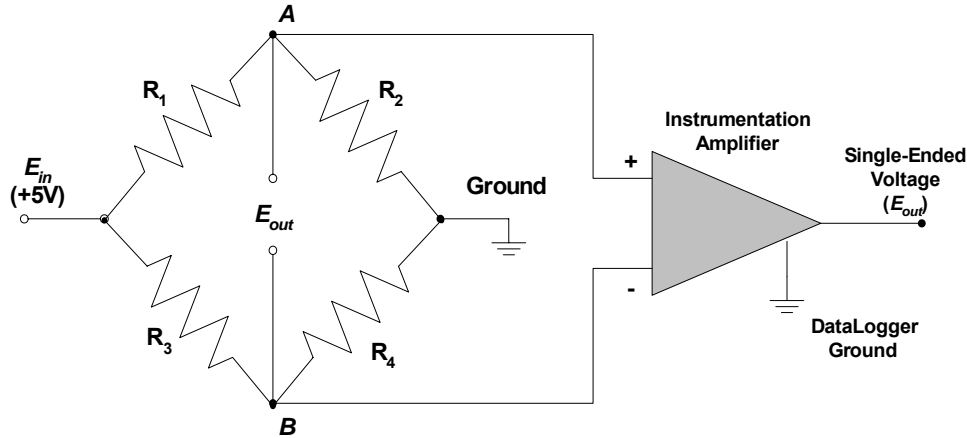 A
R1
R2
Instrumentation
Amplifier
Ein
(+5V)
Eout
Ground
+
-
Single-Ended
Voltage
(Eout)
R3
R4
DataLogger
Ground
B